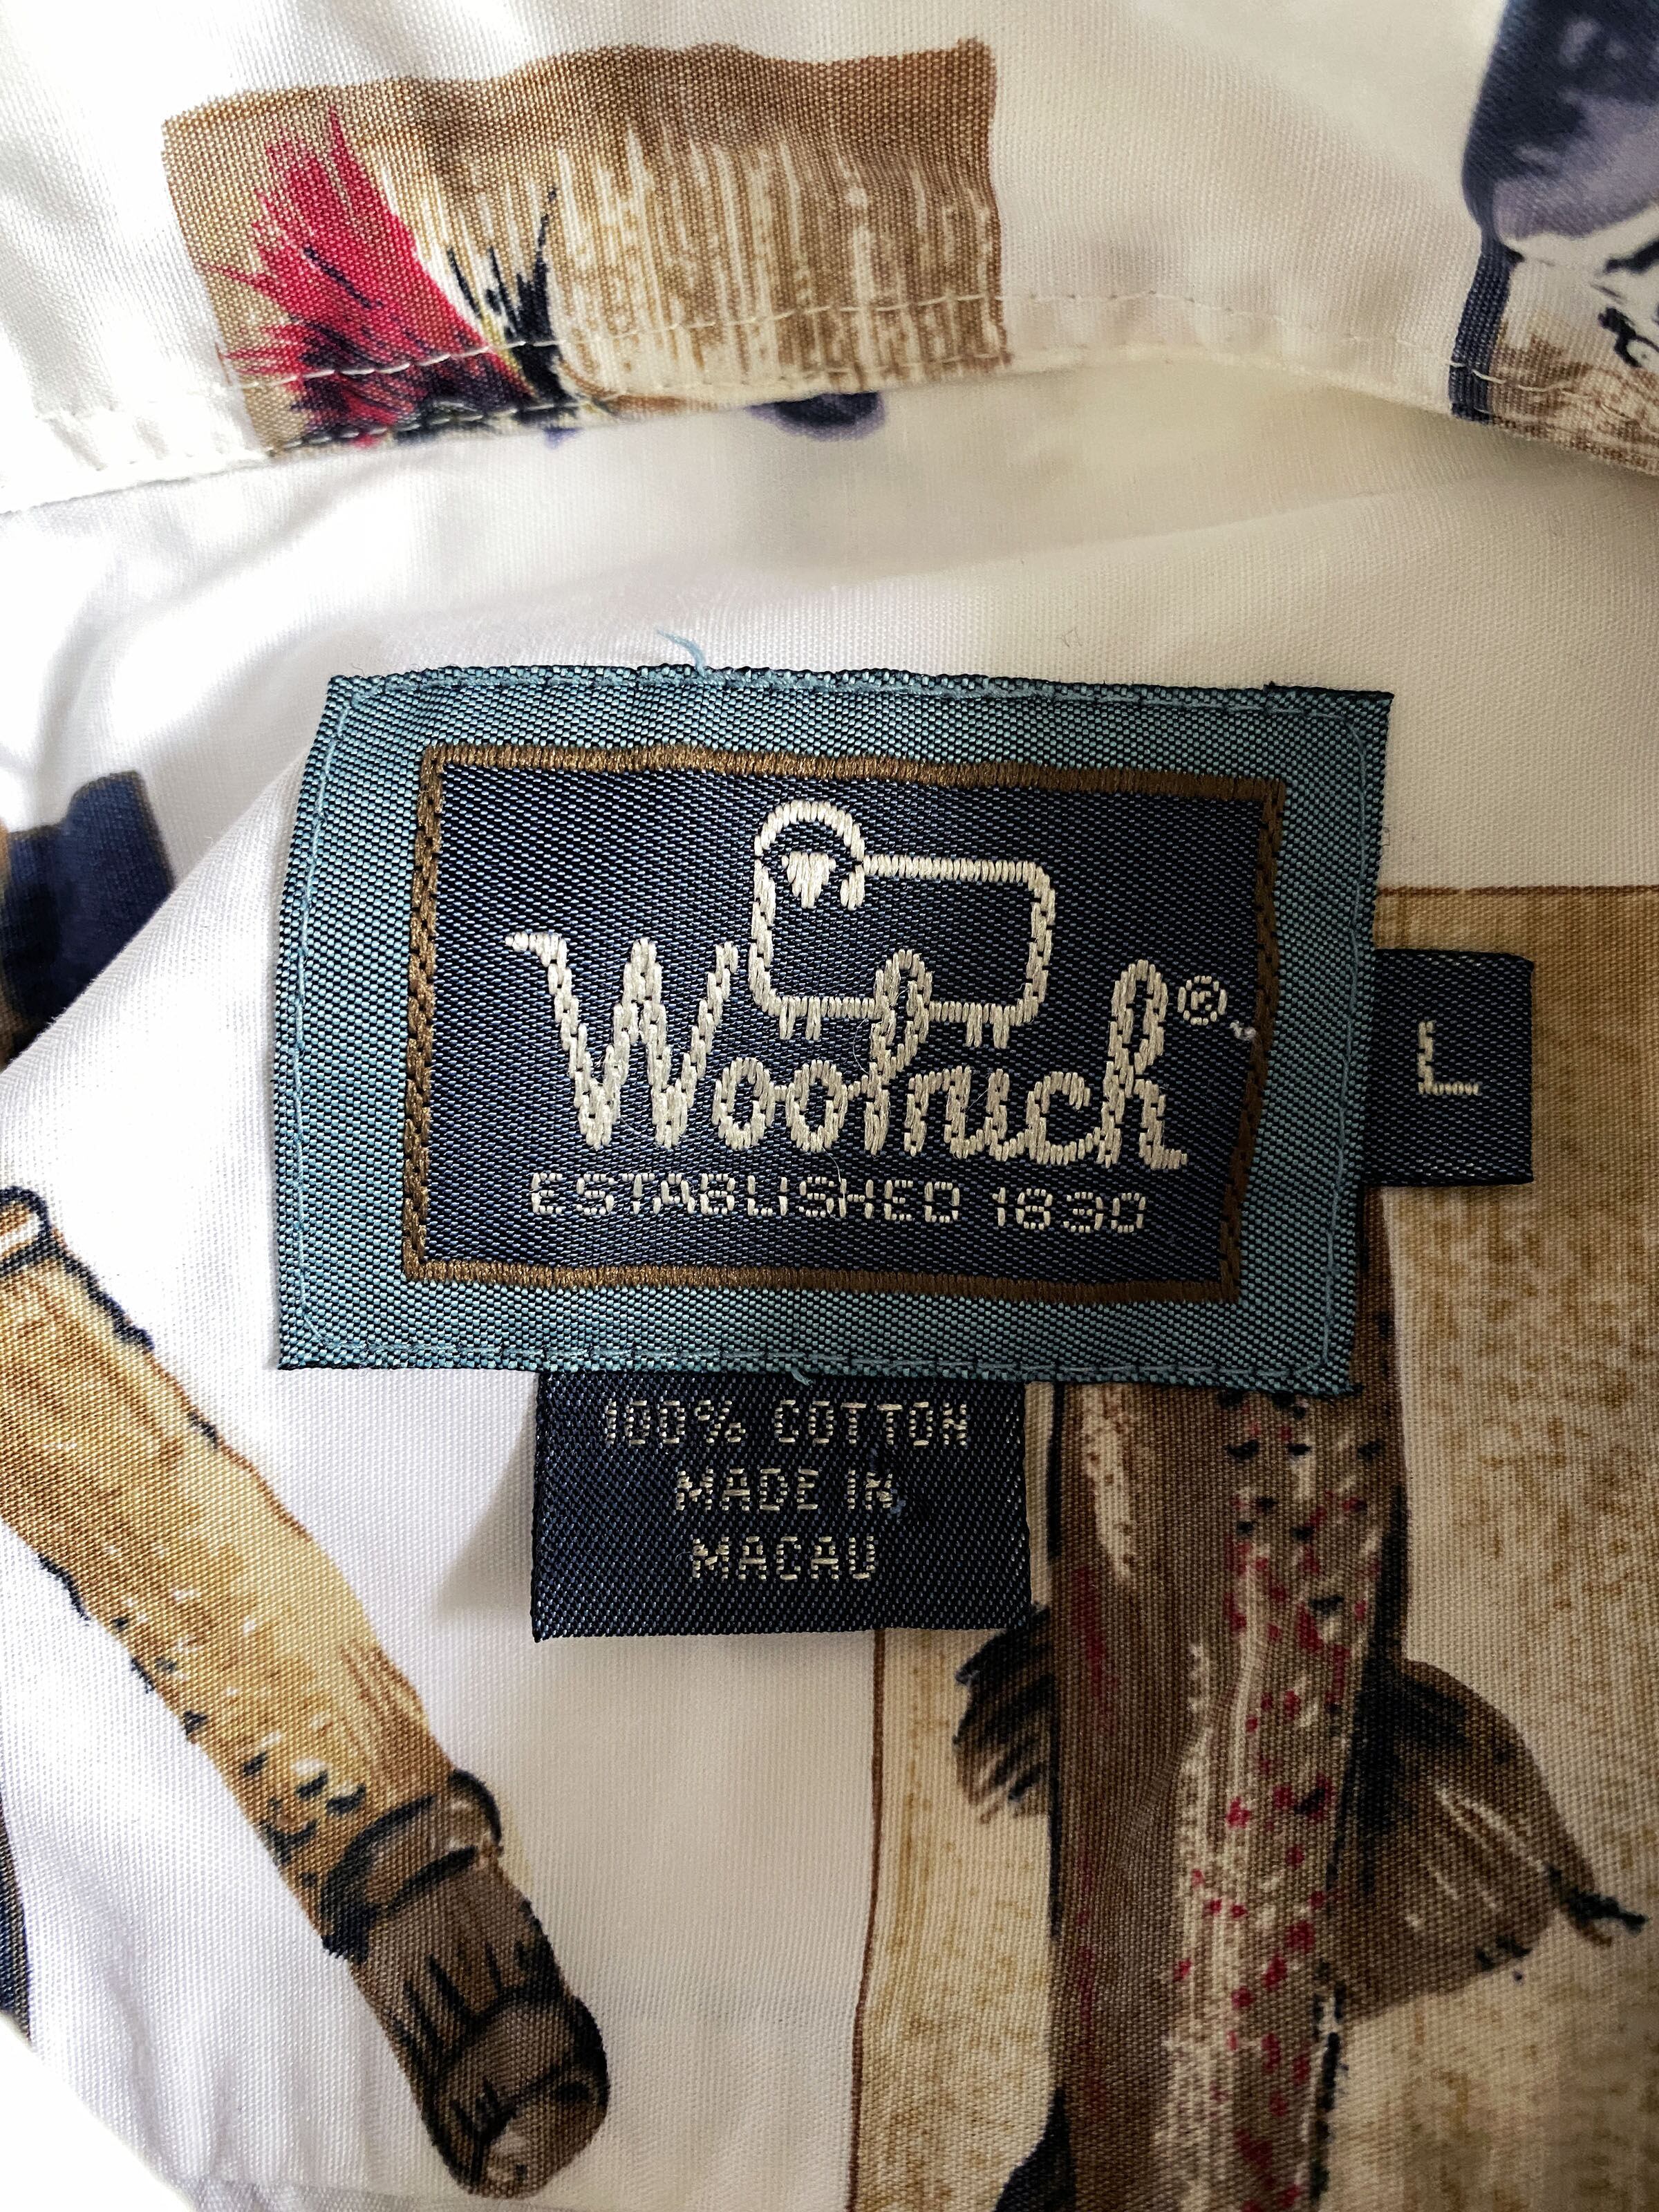 Woolrich®
ESTABLISHED 1830
L
100% COTTON
MADE IN
MACAU